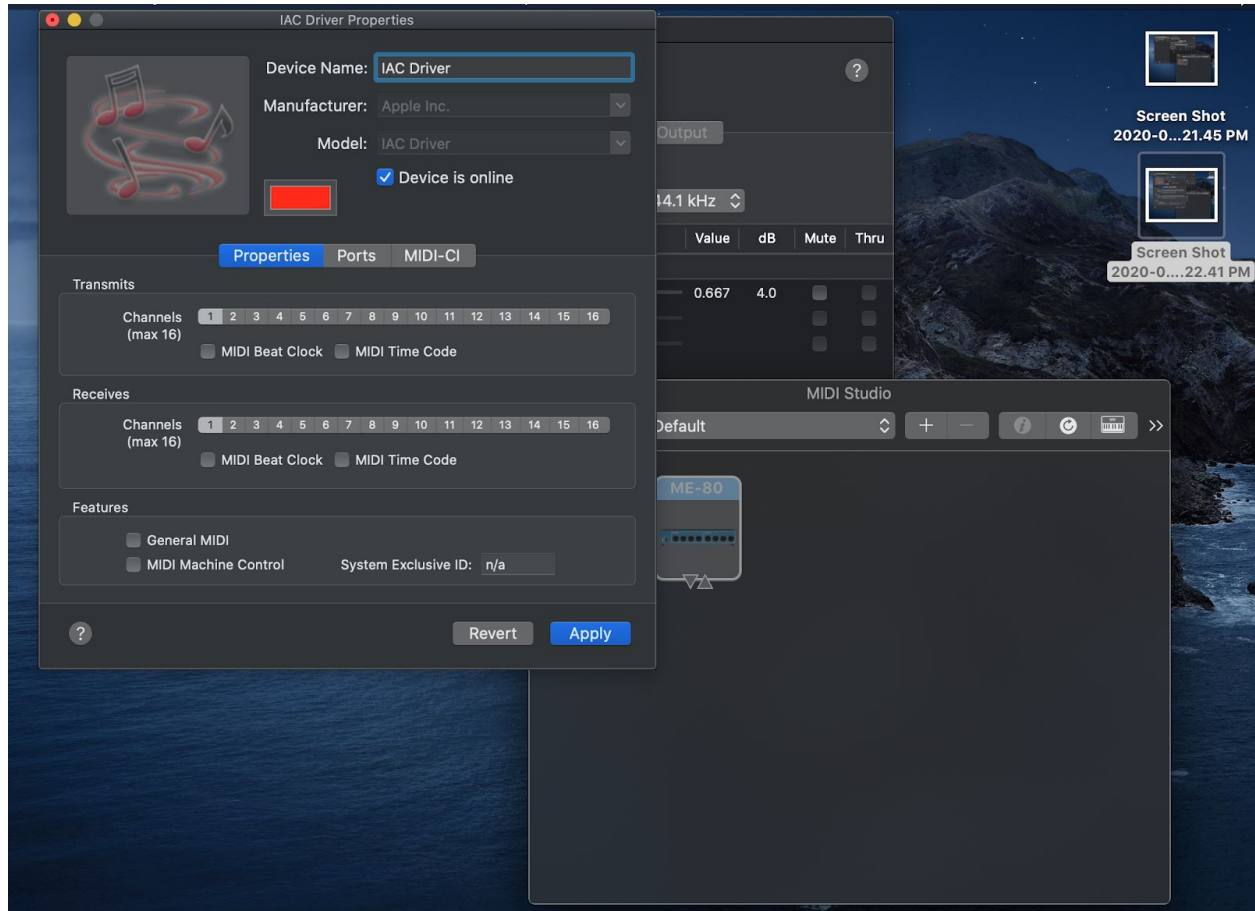 IAC Driver Properties
Device Name: IAC Driver
Manufacturer: Apple Inc.
Model: IAC Driver
Device is online
Properties Ports MIDI-CI
Transmits
Channels 1 2 3 4 5 6 7 8 9 10 11 12 13 14 15 16
(max 16)
MIDI Beat Clock MIDI Time Code
Receives
Channels 1 2 3 4 5 6 7 8 9 10 11 12 13 14 15 16
(max 16)
MIDI Beat Clock MIDI Time Code
Features
General MIDI
MIDI Machine Control System Exclusive ID: n/a
? Revert Apply
?
Output
44.1 kHz
Value dB Mute Thru
0.667 4.0
MIDI Studio
Default + − i >>
ME-80
Screen Shot
2020-0...21.45 PM
Screen Shot
2020-0....22.41 PM